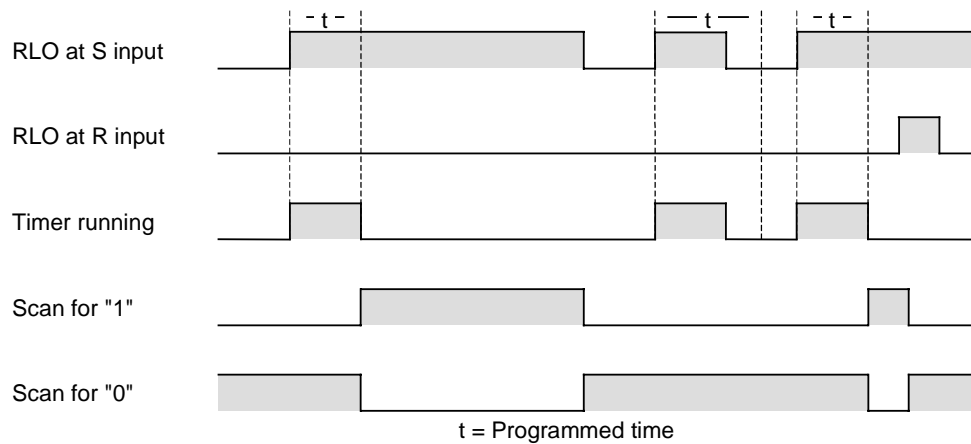 t
t
t
RLO at S input
RLO at R input
Timer running
Scan for "1"
Scan for "0"
t = Programmed time